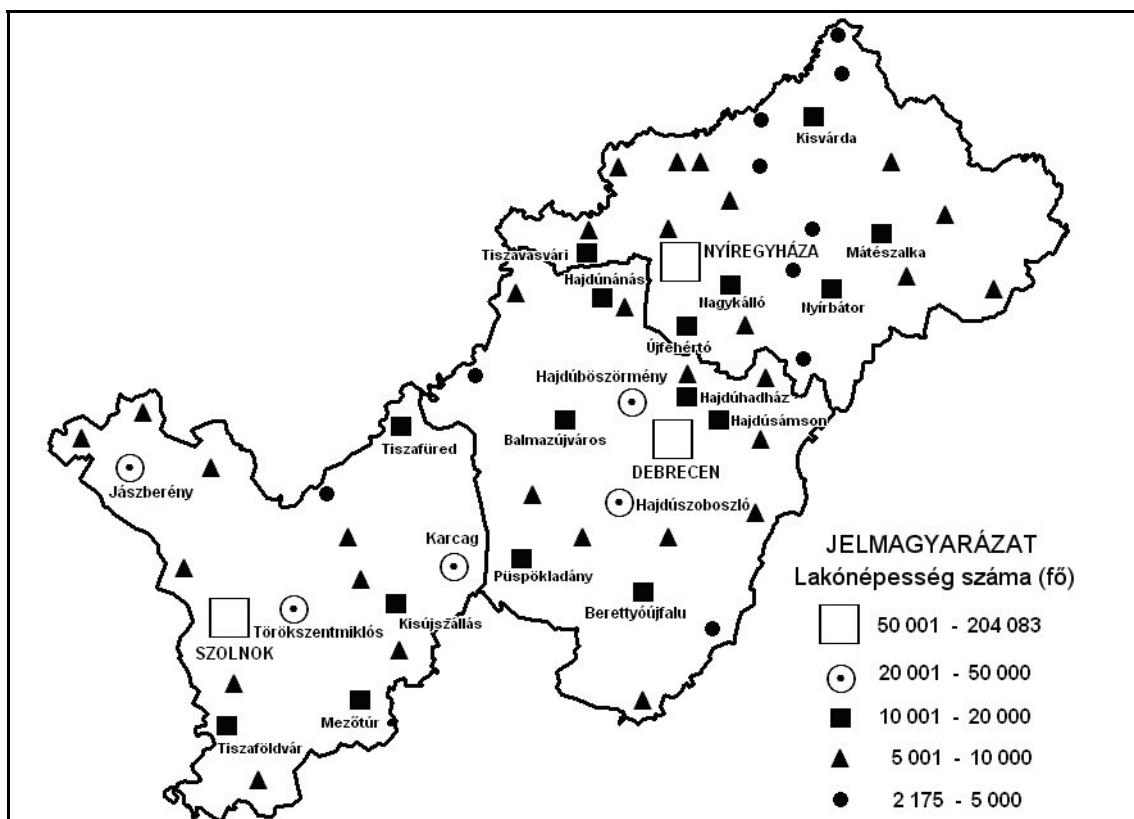 Kisvárda
Tiszavasvári
NYÍREGYHÁZA
Mátészalka
Hajdúnánás
Nagykálló
Nyírbátor
Újfehértó
Hajdúböszörmény
Hajdúhadház
Tiszafüred
Balmazújváros
Hajdúsámson
DEBRECEN
Jászberény
Hajdúszoboszló
Karcag
Püspökladány
Berettyóújfalu
Kisújszállás
Törökszentmiklós
SZOLNOK
Mezőtúr
Tiszaföldvár
JELMAGYARÁZAT
Lakónépesség száma (fő)
50 001 - 204 083
20 001 - 50 000
10 001 - 20 000
5 001 - 10 000
2 175 - 5 000